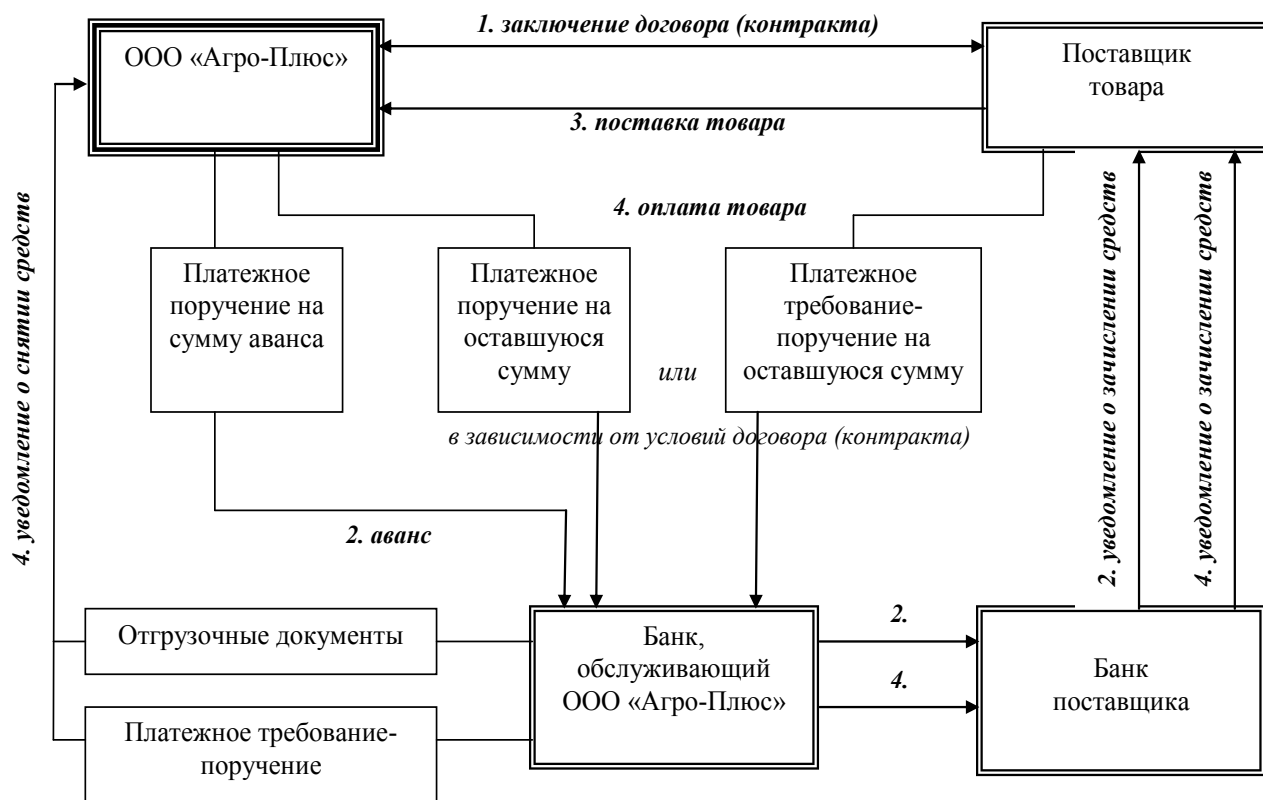 1. заключение договора (контракта)
ООО «Агро-Плюс»
Поставщик
товара
3. поставка товара
4. оплата товара
4. уведомление о снятии средств
Платежное
поручение на
сумму аванса
Платежное
поручение на
оставшуюся
сумму
или
Платежное
требование-
поручение на
оставшуюся сумму
в зависимости от условий договора (контракта)
2. уведомление о зачислении средств
4. уведомление о зачислении средств
2. аванс
Отгрузочные документы
Платежное требование-
поручение
Банк,
обслуживающий
ООО «Агро-Плюс»
2.
4.
Банк
поставщика